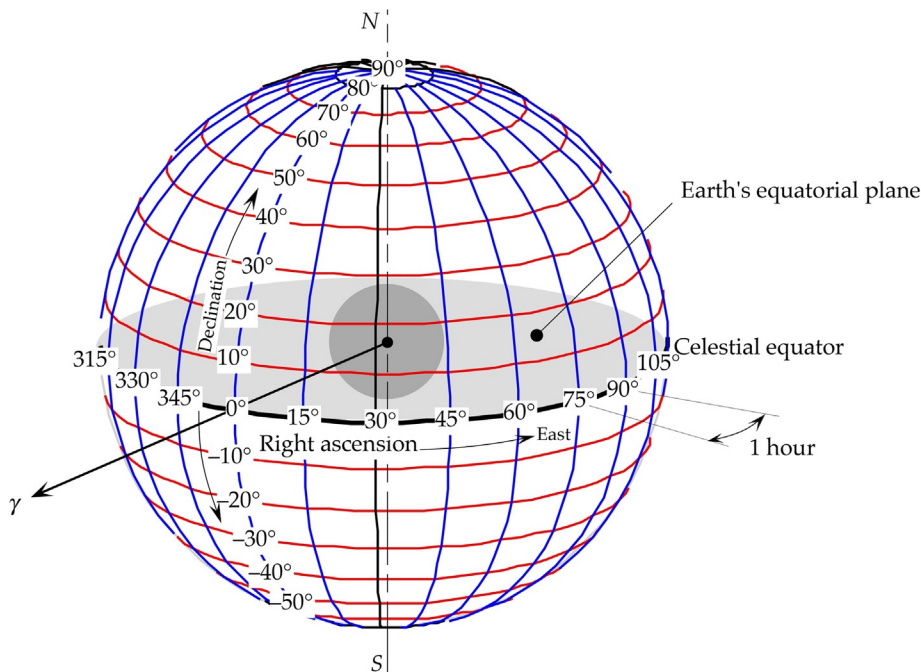 N
90°
80°
70°
60°
50°
40°
30°
20°
10°
Declination
Earth's equatorial plane
Celestial equator
315°
330°
345°
0°
15°
30°
45°
60°
75°
90°
105°
Right ascension
East
1 hour
γ
–10°
–20°
–30°
–40°
–50°
S